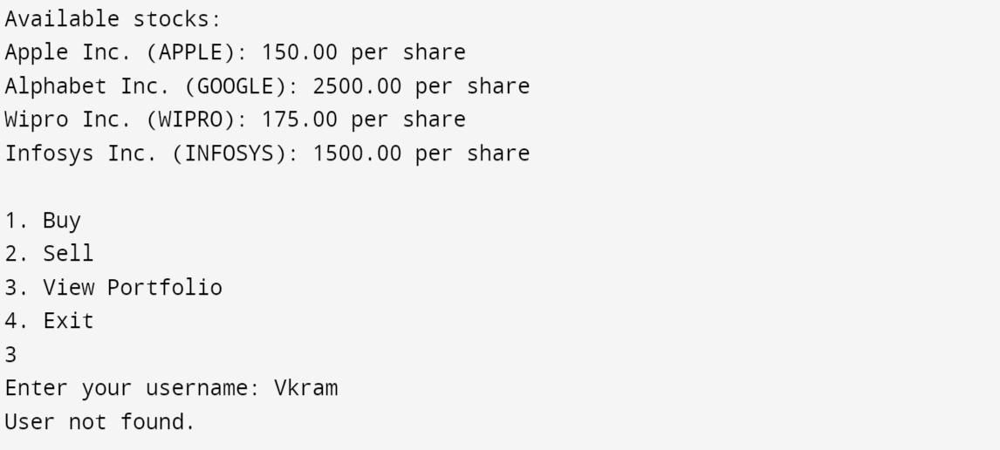 Available stocks:
Apple Inc. (APPLE): 150.00 per share
Alphabet Inc. (GOOGLE): 2500.00 per share
Wipro Inc. (WIPRO): 175.00 per share
Infosys Inc. (INFOSYS): 1500.00 per share
1. Buy
2. Sell
3. View Portfolio
4. Exit
3
Enter your username: Vkram
User not found.